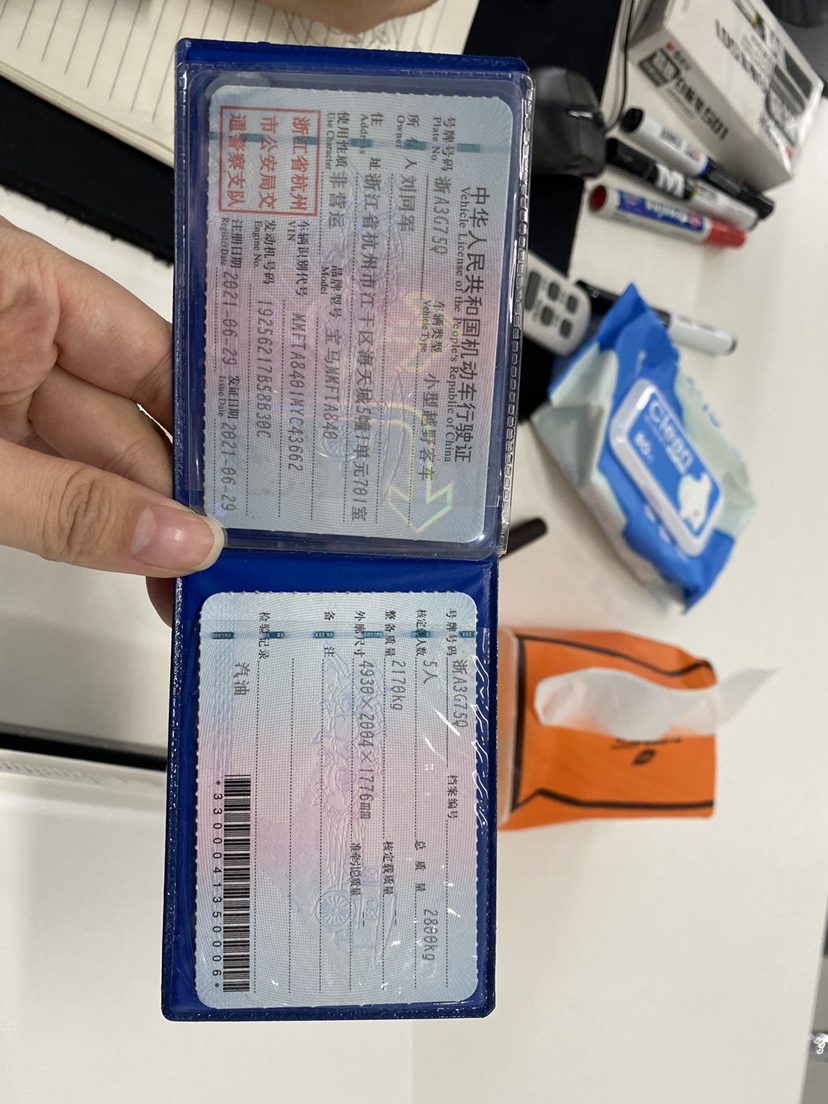 中华人民共和国机动车行驶证
Vehicle License of the People's Republic of China
号牌号码 浙A3G75Q 车辆类型 小型越野客车
Plate No. Vehicle Type
所有人 刘同军
Owner
住址 浙江省杭州市江干区海天城5幢1单元701室
Address
使用性质 非营运 品牌型号 宝马WMFTA840
Use Character Model
浙江省杭州
市公安局交
通警察支队
车辆识别代号
VIN
发动机号码 19256217B58B30C
Engine No.
注册日期 2021-06-29 发证日期 2021-06-29
Register Date Issue Date
号牌号码 浙A3G75Q 档案编号
核定载人数 5人 总质量 2800kg
整备质量 2170kg 核定载质量
外廓尺寸 4930×2004×1776mm 准牵引总质量
备注
检验记录
汽油
*3300041350006*
Clean
80